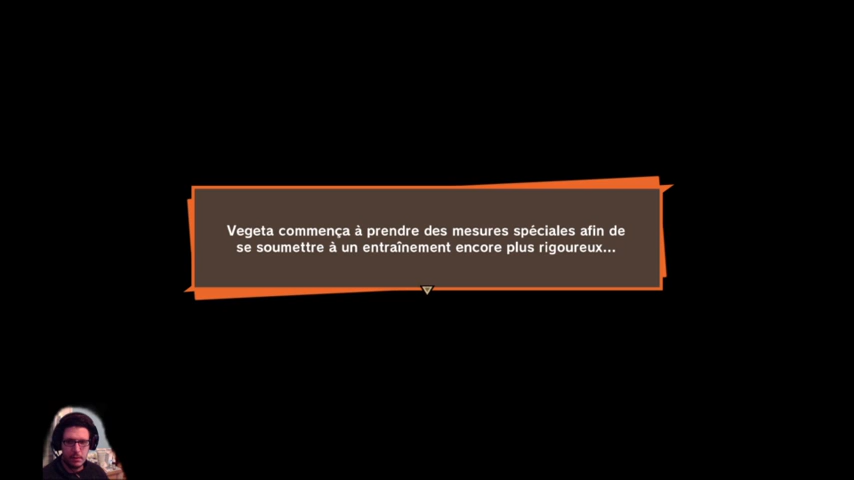 Vegeta commença à prendre des mesures spéciales afin de
se soumettre à un entraînement encore plus rigoureux...